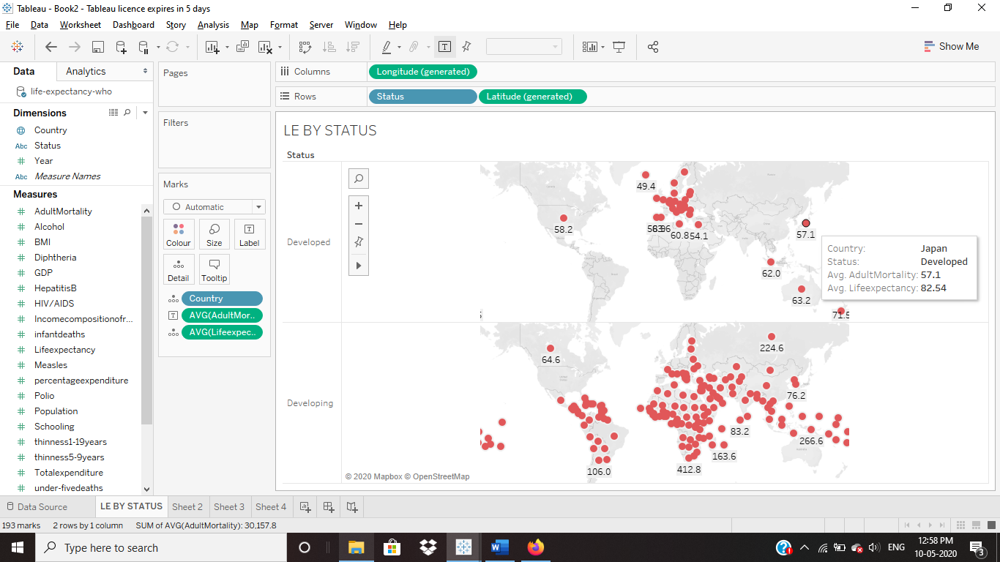 Tableau - Book2 - Tableau licence expires in 5 days
File Data Worksheet Dashboard Story Analysis Map Format Server Window Help
Show Me
Data Analytics
life-expectancy-who
Dimensions
Country
Abc Status
Year
Abc Measure Names
Measures
AdultMortality
Alcohol
BMI
Diphtheria
GDP
HepatitisB
HIV/AIDS
Incomecompositionofr...
infantdeaths
Lifeexpectancy
Measles
percentageexpenditure
Polio
Population
Schooling
thinness1-19years
thinness5-9years
Totalexpenditure
under-fivedeaths
Pages
Filters
Marks
Automatic
Colour Size Label
Detail Tooltip
Country
AVG(AdultMor..
AVG(Lifeexpec..
Columns Longitude (generated)
Rows Status Latitude (generated)
LE BY STATUS
Status
Developed
49.4
58.2
60.8
54.1
57.1
62.0
63.2
71.5
Country: Japan
Status: Developed
Avg. AdultMortality: 57.1
Avg. Lifeexpectancy: 82.54
Developing
64.6
224.6
76.2
83.2
266.6
163.6
412.8
106.0
© 2020 Mapbox © OpenStreetMap
Data Source LE BY STATUS Sheet 2 Sheet 3 Sheet 4
193 marks 2 rows by 1 column SUM of AVG(AdultMortality): 30,157.8
Type here to search
ENG
12:58 PM
10-05-2020
3